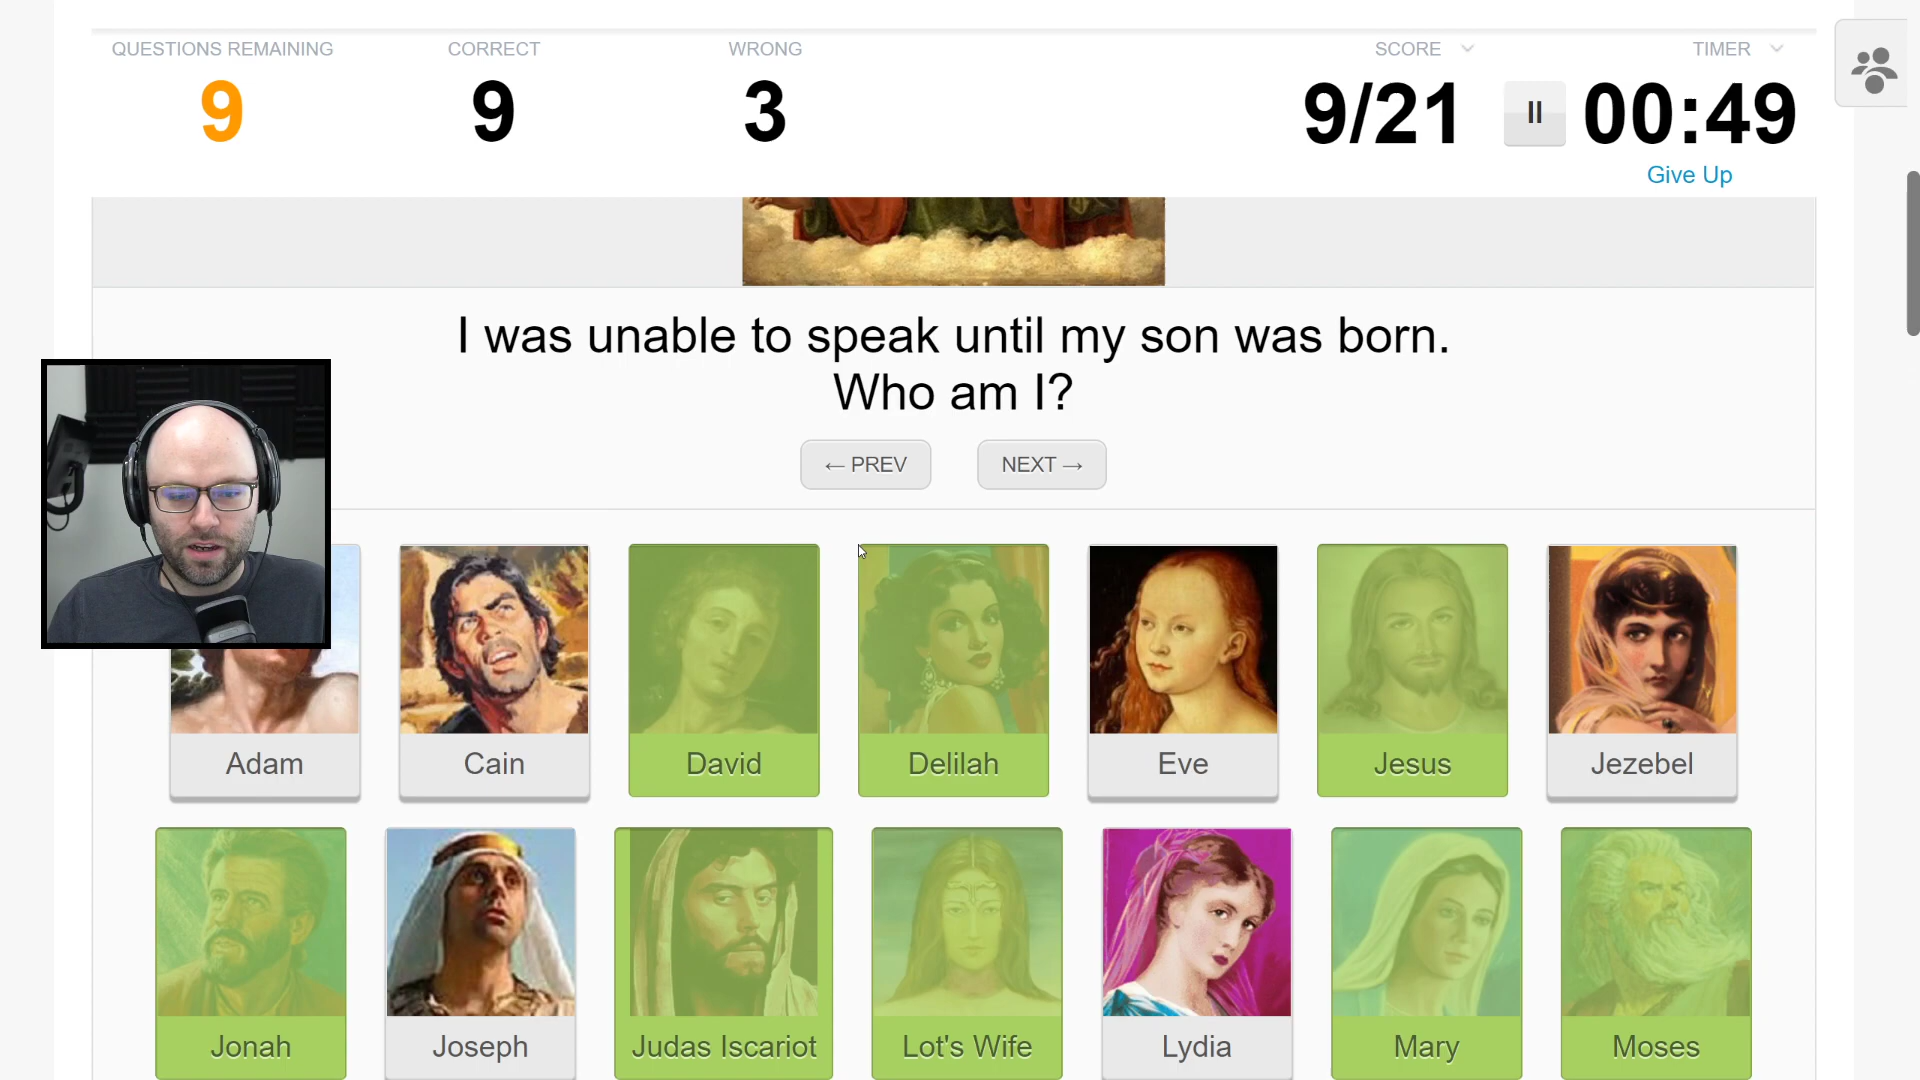 QUESTIONS REMAINING
9
CORRECT
9
WRONG
3
SCORE
9/21
TIMER
00:49
Give Up
I was unable to speak until my son was born.
Who am I?
← PREV
NEXT →
Adam
Cain
David
Delilah
Eve
Jesus
Jezebel
Jonah
Joseph
Judas Iscariot
Lot's Wife
Lydia
Mary
Moses